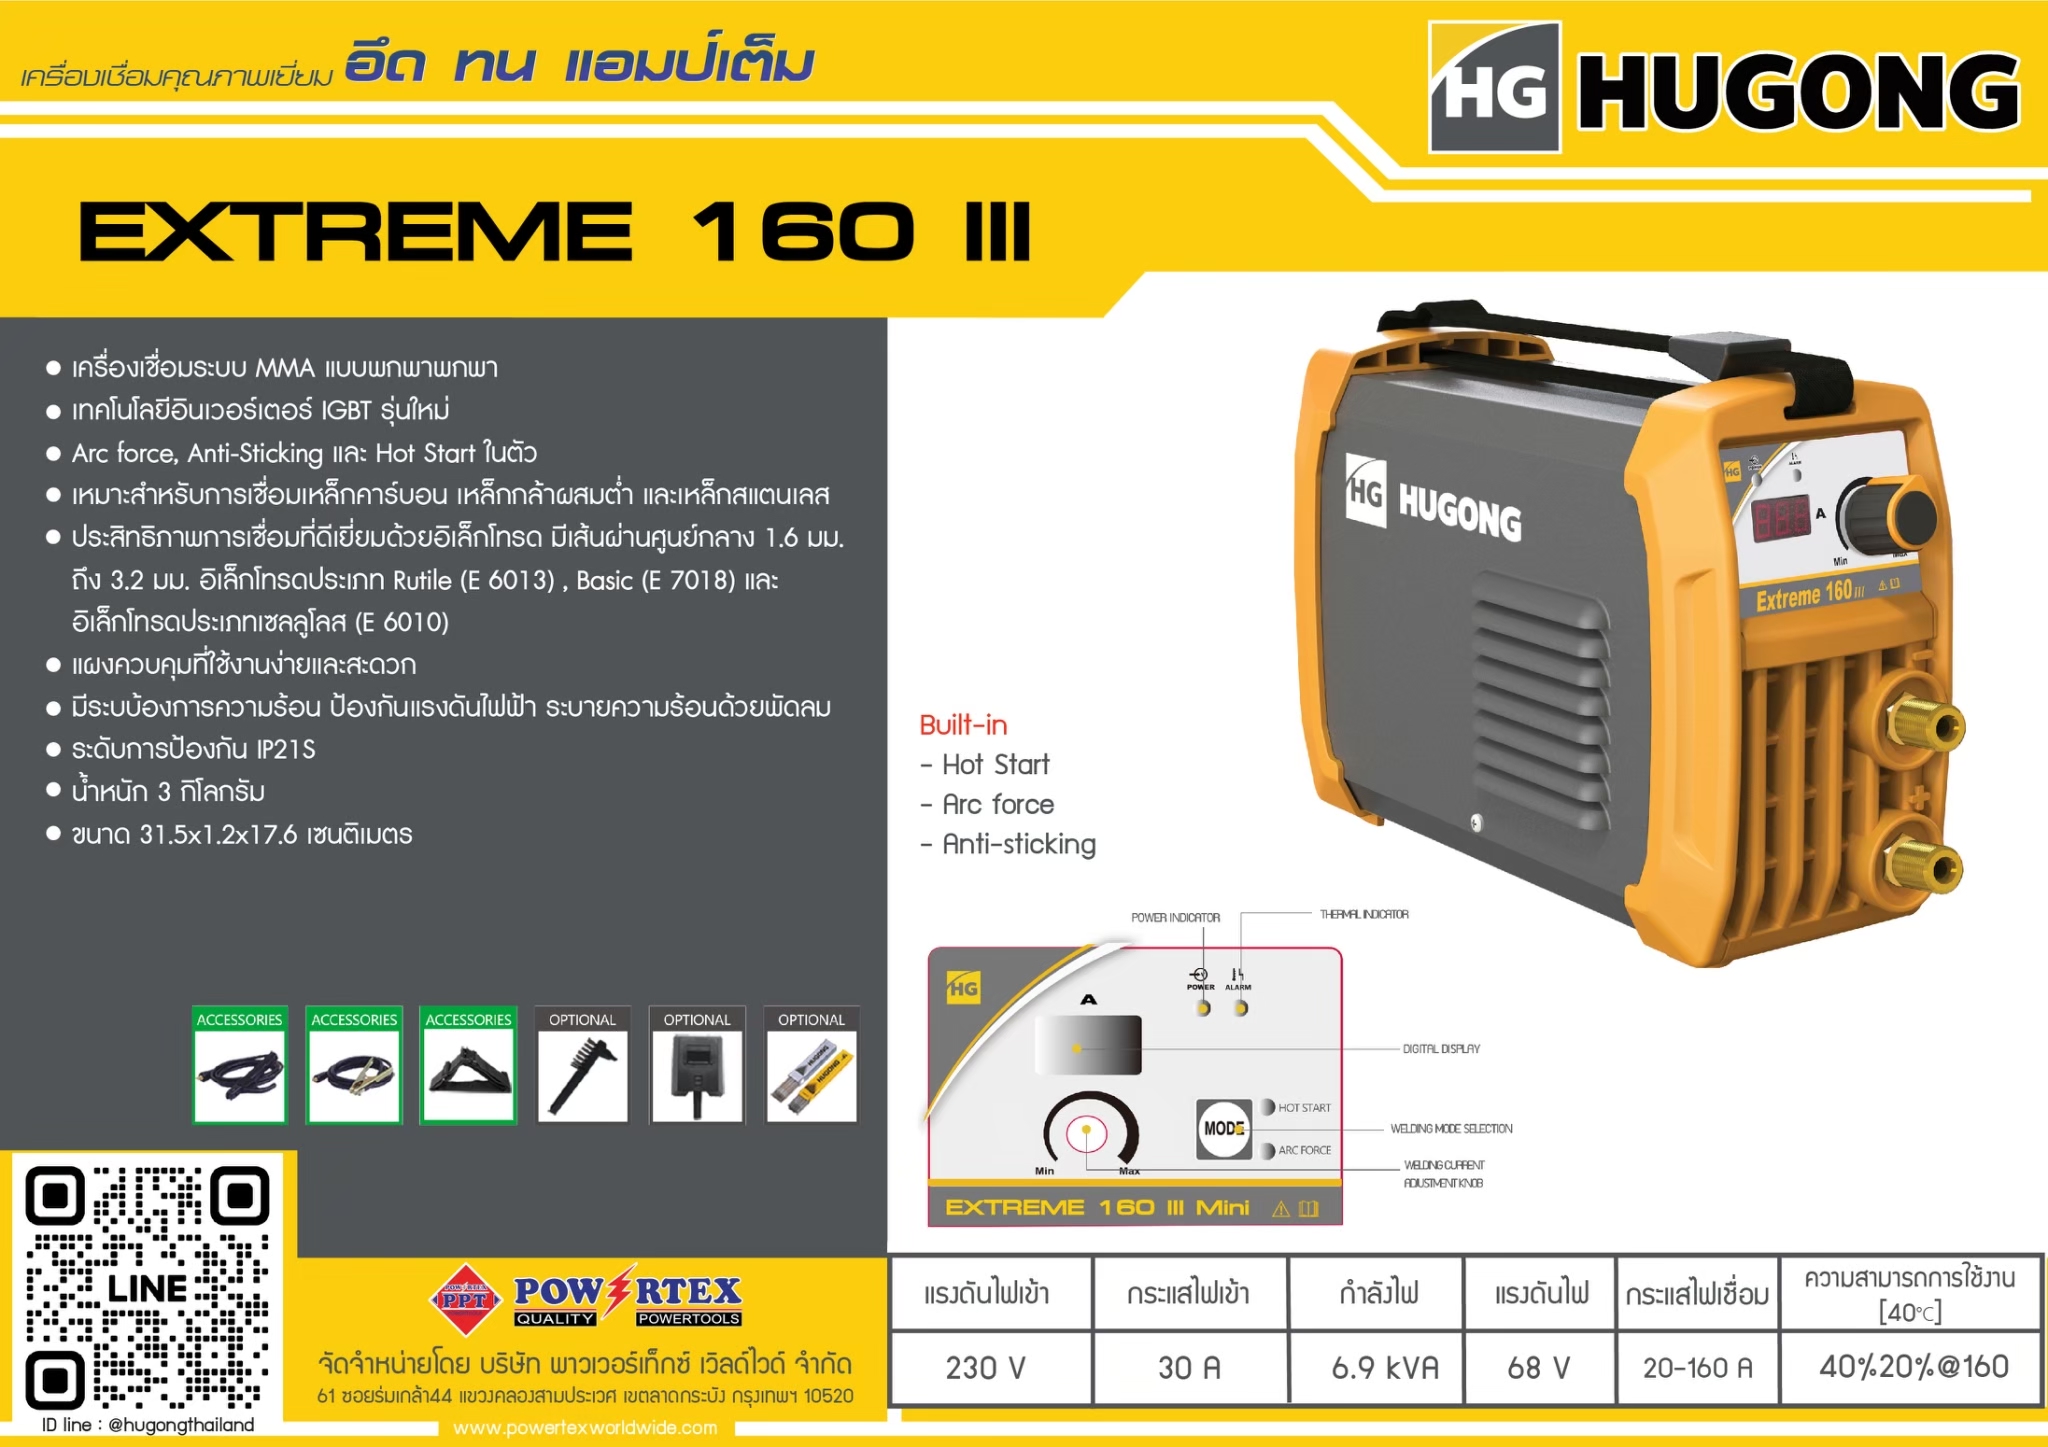 เครื่องเชื่อมคุณภาพเยี่ยม อึด ทน แอมป์เต็ม
HG HUGONG
EXTREME 160 III
เครื่องเชื่อมระบบ MMA แบบพกพาพกพา
เทคโนโลยีอินเวอร์เตอร์ IGBT รุ่นใหม่
Arc force, Anti-Sticking และ Hot Start ในตัว
เหมาะสำหรับการเชื่อมเหล็กคาร์บอน เหล็กกล้าผสมต่ำ และเหล็กสแตนเลส
ประสิทธิภาพการเชื่อมที่ดีเยี่ยมด้วยอิเล็กโทรด มีเส้นผ่านศูนย์กลาง 1.6 มม.
ถึง 3.2 มม. อิเล็กโทรดประเภท Rutile (E 6013) , Basic (E 7018) และ
อิเล็กโทรดประเภทเซลลูโลส (E 6010)
แผงควบคุมที่ใช้งานง่ายและสะดวก
มีระบบ้องการความร้อน ป้องกันแรงดันไฟฟ้า ระบายความร้อนด้วยพัดลม
ระดับการป้องกัน IP21S
น้ำหนัก 3 กิโลกรัม
ขนาด 31.5x1.2x17.6 เซนติเมตร
HG HUGONG
HG
ALARM
A
Min
Max
Extreme 160 III
Built-in
- Hot Start
- Arc force
- Anti-sticking
POWER INDICATOR
THERMAL INDICATOR
HG
POWER ALARM
A
DIGITAL DISPLAY
MODE
HOT START
ARC FORCE
WELDING MODE SELECTION
Min Max
WELDING CURRENT
ADJUSTMENT KNOB
EXTREME 160 III Mini
ACCESSORIES ACCESSORIES ACCESSORIES OPTIONAL OPTIONAL OPTIONAL
HUGONG
HUGONG
LINE
ID line : @hugongthailand
POWERTEX
PPT
POWERTEX
QUALITY POWERTOOLS
จัดจำหน่ายโดย บริษัท พาวเวอร์เท็กซ์ เวิลด์ไวด์ จำกัด
61 ซอยร่มเกล้า44 แขวงคลองสามประเวศ เขตลาดกระบัง กรุงเทพฯ 10520
www.powertexworldwide.com
แรงดันไฟเข้า กระแสไฟเข้า กำลังไฟ แรงดันไฟ กระแสไฟเชื่อม ความสามารถการใช้งาน
[40°C]
230 V 30 A 6.9 kVA 68 V 20-160 A 40%20%@160